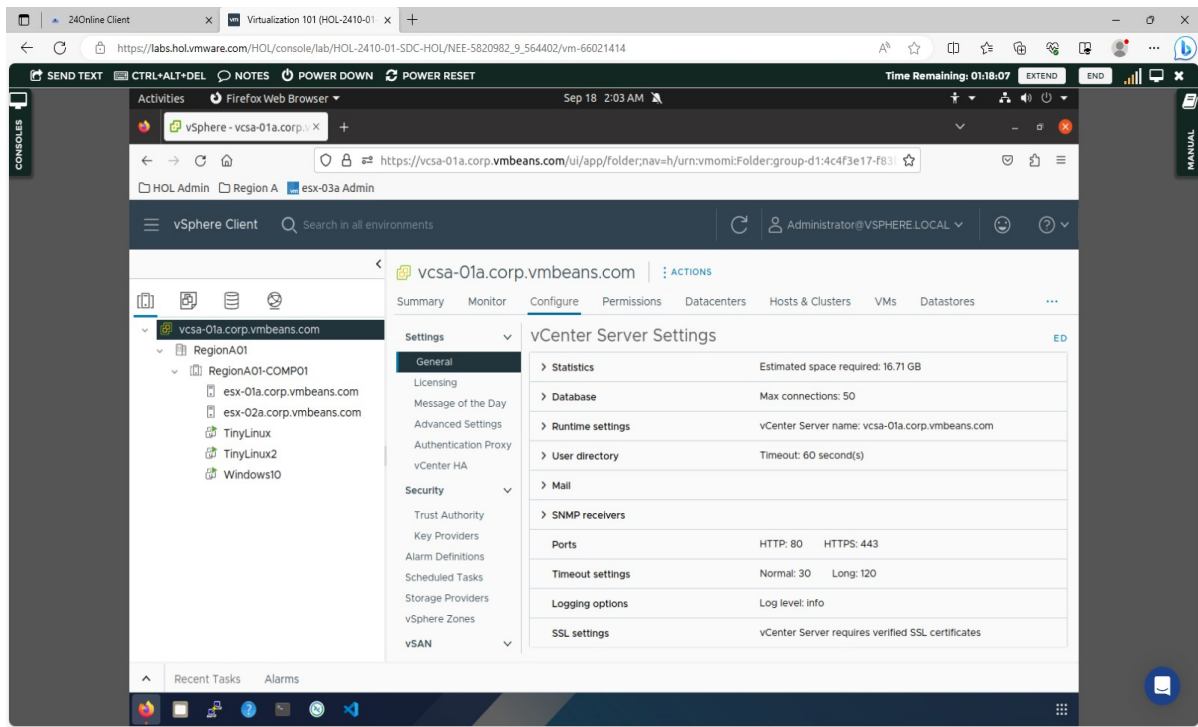 24Online Client
vm Virtualization 101 (HOL-2410-01-
https://labs.hol.vmware.com/HOL/console/lab/HOL-2410-01-SDC-HOL/NEE-5820982_9_564402/vm-66021414
SEND TEXT CTRL+ALT+DEL NOTES POWER DOWN POWER RESET Time Remaining: 01:18:07 EXTEND END
CONSOLES
MANUAL
Activities Firefox Web Browser Sep 18 2:03 AM
vSphere - vcsa-01a.corp.v
https://vcsa-01a.corp.vmbeans.com/ui/app/folder;nav=h/urn:vmomi:Folder:group-d1:4c4f3e17-f83
HOL Admin Region A vm esx-03a Admin
vSphere Client Search in all environments Administrator@VSPHERE.LOCAL
vcsa-01a.corp.vmbeans.com ACTIONS
Summary Monitor Configure Permissions Datacenters Hosts & Clusters VMs Datastores ...
vcsa-01a.corp.vmbeans.com
RegionA01
RegionA01-COMP01
esx-01a.corp.vmbeans.com
esx-02a.corp.vmbeans.com
TinyLinux
TinyLinux2
Windows10
Settings
General
Licensing
Message of the Day
Advanced Settings
Authentication Proxy
vCenter HA
Security
Trust Authority
Key Providers
Alarm Definitions
Scheduled Tasks
Storage Providers
vSphere Zones
vSAN
vCenter Server Settings ED
Statistics Estimated space required: 16.71 GB
Database Max connections: 50
Runtime settings vCenter Server name: vcsa-01a.corp.vmbeans.com
User directory Timeout: 60 second(s)
Mail
SNMP receivers
Ports HTTP: 80 HTTPS: 443
Timeout settings Normal: 30 Long: 120
Logging options Log level: info
SSL settings vCenter Server requires verified SSL certificates
Recent Tasks Alarms